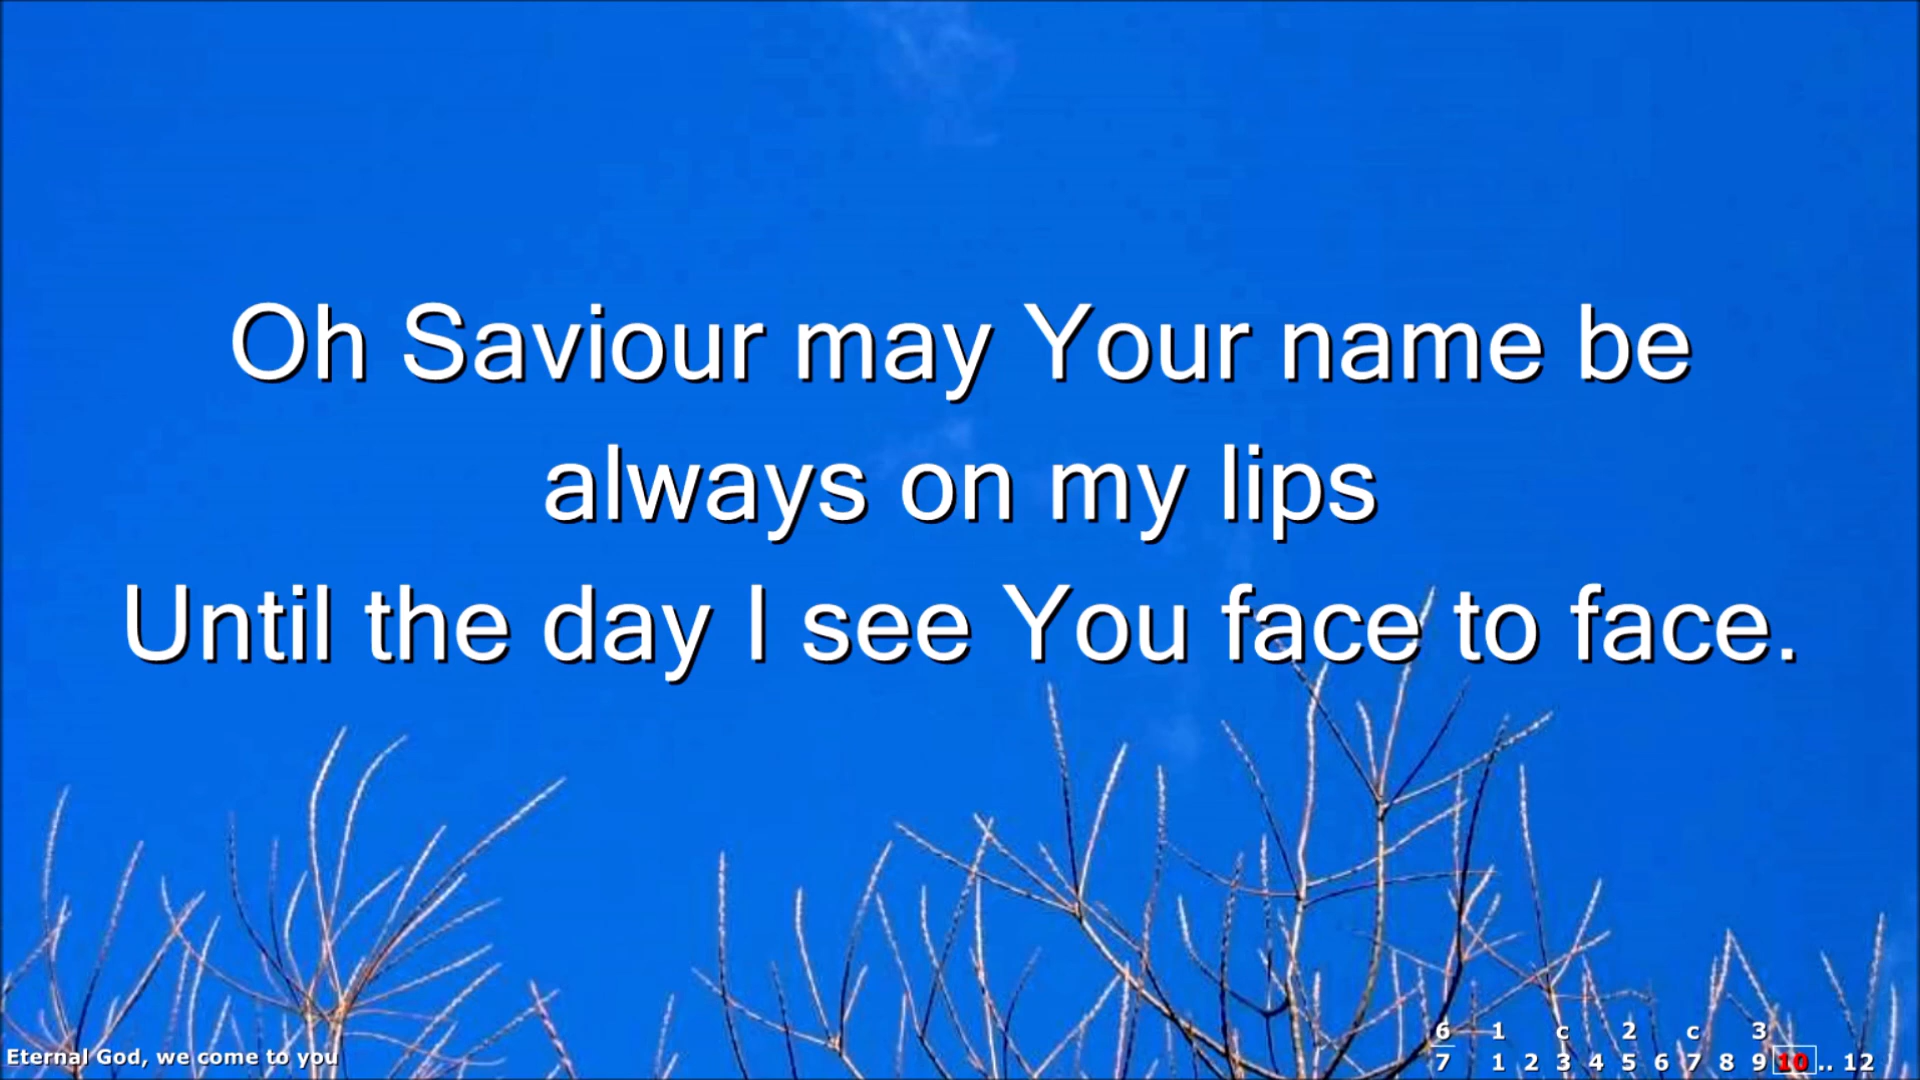 Oh Saviour may Your name be
always on my lips
Until the day I see You face to face.
6 1 c 2 c 3
Eternal God, we come to you
7 1 2 3 4 5 6 7 8 9 10 .. 12